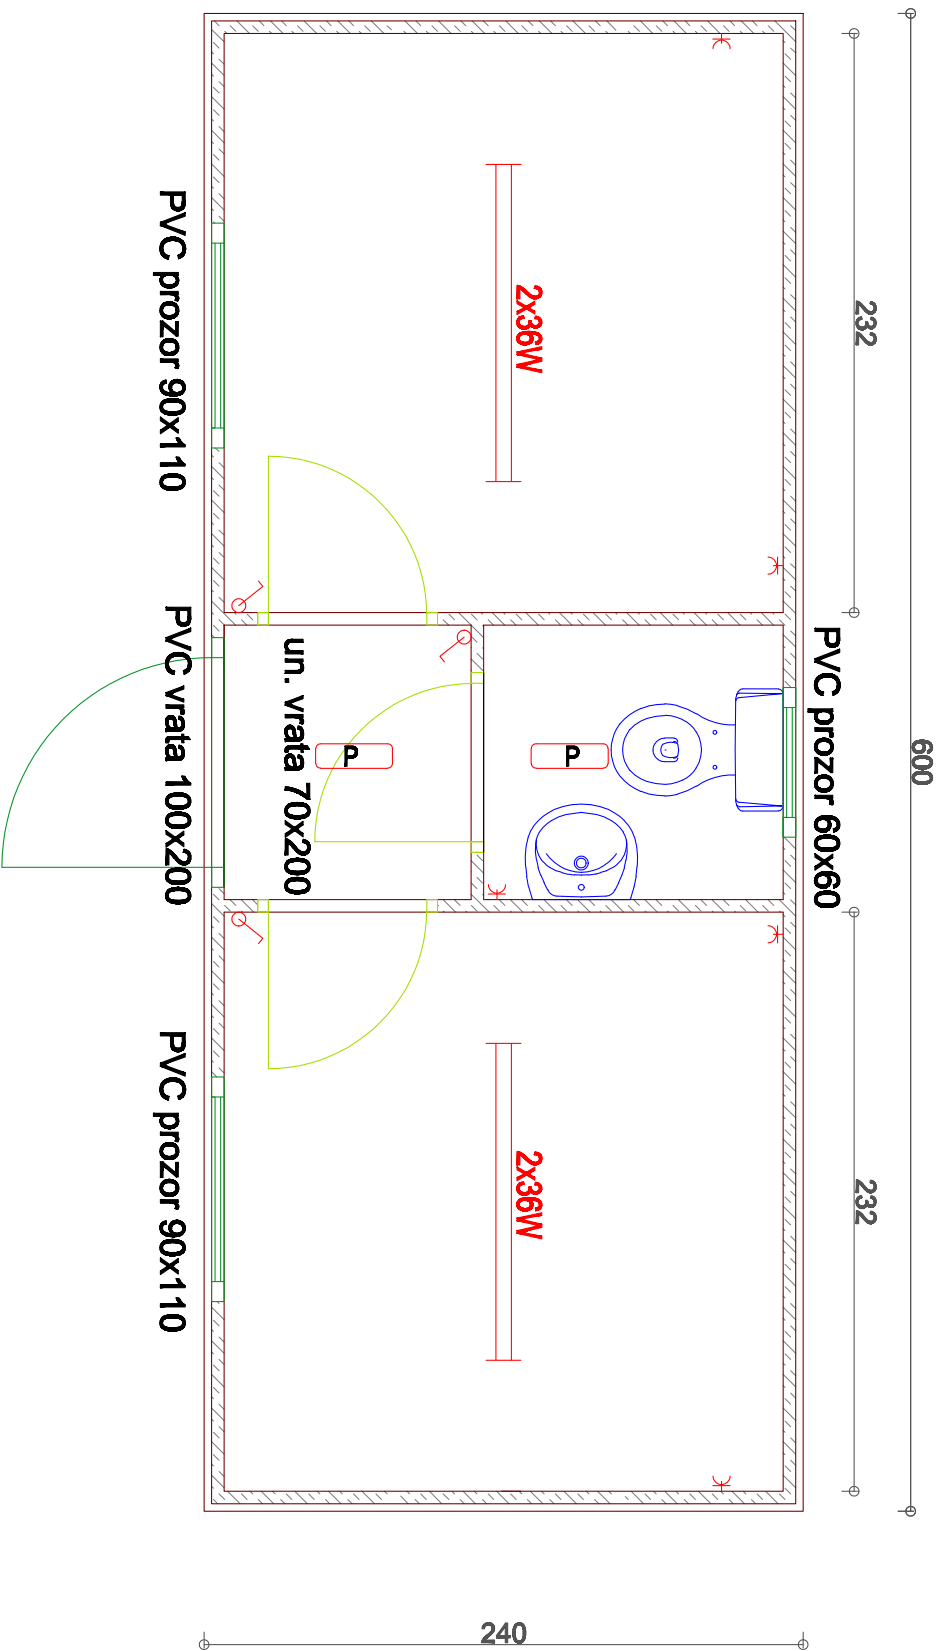 600
232
232
PVC prozor 60x60
2x36W
2x36W
P
P
un. vrata 70x200
PVC prozor 90x110
PVC vrata 100x200
PVC prozor 90x110
240